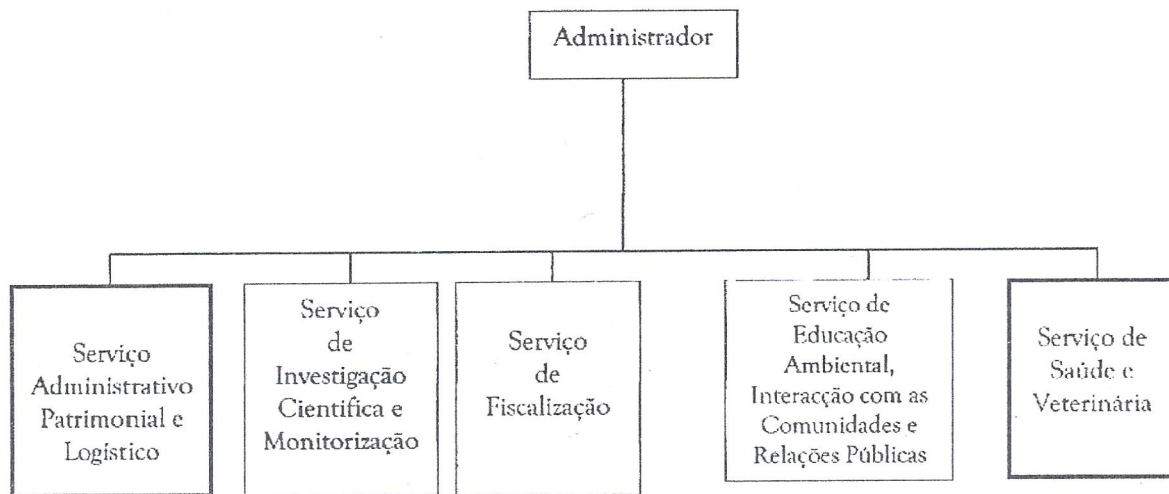 Administrador
Serviço
Administrativo
Patrimonial e
Logístico
Serviço
de
Investigação
Científica e
Monitorização
Serviço
de
Fiscalização
Serviço de
Educação
Ambiental,
Interacção com as
Comunidades e
Relações Públicas
Serviço de
Saúde e
Veterinária